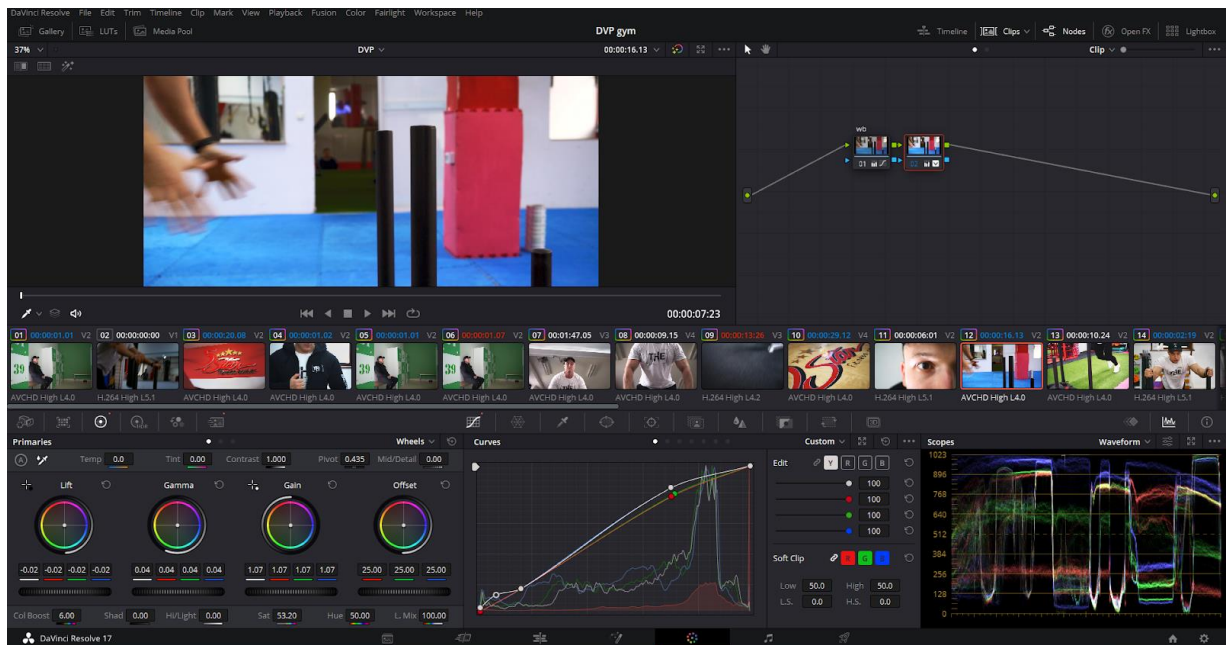 DaVinci Resolve File Edit Trim Timeline Clip Mark View Playback Fusion Color Fairlight Workspace Help
Gallery LUTs Media Pool DVP gym Timeline Clips Nodes Open FX Lightbox
37% DVP 00:00:16.13 Clip
wb
01 02
00:00:07:23
01 00:00:01.01 V2 02 00:00:00:00 V1 03 00:00:20.08 V2 04 00:00:01.02 V2 05 00:00:01.01 V2 06 00:00:01.07 V2 07 00:01:47.05 V3 08 00:00:09.15 V4 09 00:00:13:26 V3 10 00:00:29.12 V4 11 00:00:06:01 V2 12 00:00:16.13 V2 13 00:00:10.24 V2 14 00:00:02:19 V2
39 39 39 THE THE
AVCHD High L4.0 H.264 High L5.1 AVCHD High L4.0 AVCHD High L4.0 AVCHD High L4.0 AVCHD High L4.0 AVCHD High L4.0 AVCHD High L4.0 H.264 High L4.2 AVCHD High L4.0 H.264 High L5.1 AVCHD High L4.0 AVCHD High L4.0 H.264 High L5.1
Primaries Wheels Curves Custom Scopes Waveform
A Temp 0.0 Tint 0.00 Contrast 1.000 Pivot 0.435 Mid/Detail 0.00 Edit Y R G B 1023
Lift Gamma Gain Offset 100 896
100 768
100 640
100 512
-0.02 -0.02 -0.02 -0.02 0.04 0.04 0.04 0.04 1.07 1.07 1.07 1.07 25.00 25.00 25.00 Soft Clip R G 384
Low 50.0 High 50.0 256
L.S. 0.0 H.S. 0.0 128
Col Boost 6.00 Shad 0.00 Hi/Light 0.00 Sat 53.20 Hue 50.00 L. Mix 100.00 0
DaVinci Resolve 17